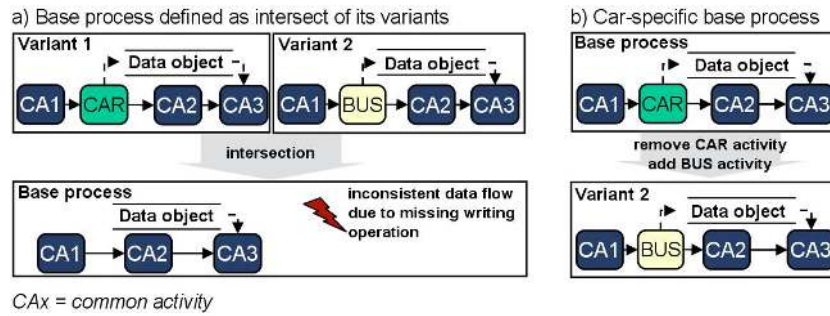 a) Base process defined as intersect of its variants
Variant 1
Data object
CA1 CAR CA2 CA3
Variant 2
Data object
CA1 BUS CA2 CA3
intersection
Base process
Data object
CA1 CA2 CA3
inconsistent data flow
due to missing writing
operation
CAx = common activity
b) Car-specific base process
Base process
Data object
CA1 CAR CA2 CA3
remove CAR activity
add BUS activity
Variant 2
Data object
CA1 BUS CA2 CA3